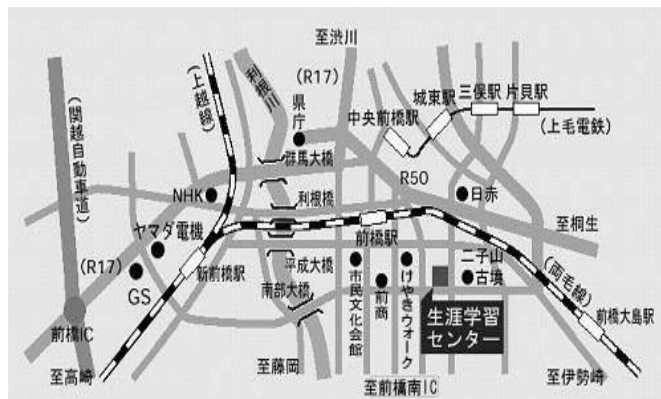 至渋川
(R17)
利根川
(上越線)
県庁
城東駅
三俣駅
片貝駅
中央前橋駅
(上毛電鉄)
(関越自動車道)
群馬大橋
R50
NHK
利根橋
日赤
至桐生
ヤマダ電機
前橋駅
(R17)
新前橋駅
平成大橋
二子山
古墳
(両毛線)
GS
南部大橋
市民文化会館
前商
けやきウォーク
生涯学習
センター
前橋大島駅
前橋IC
至高崎
至藤岡
至前橋南IC
至伊勢崎